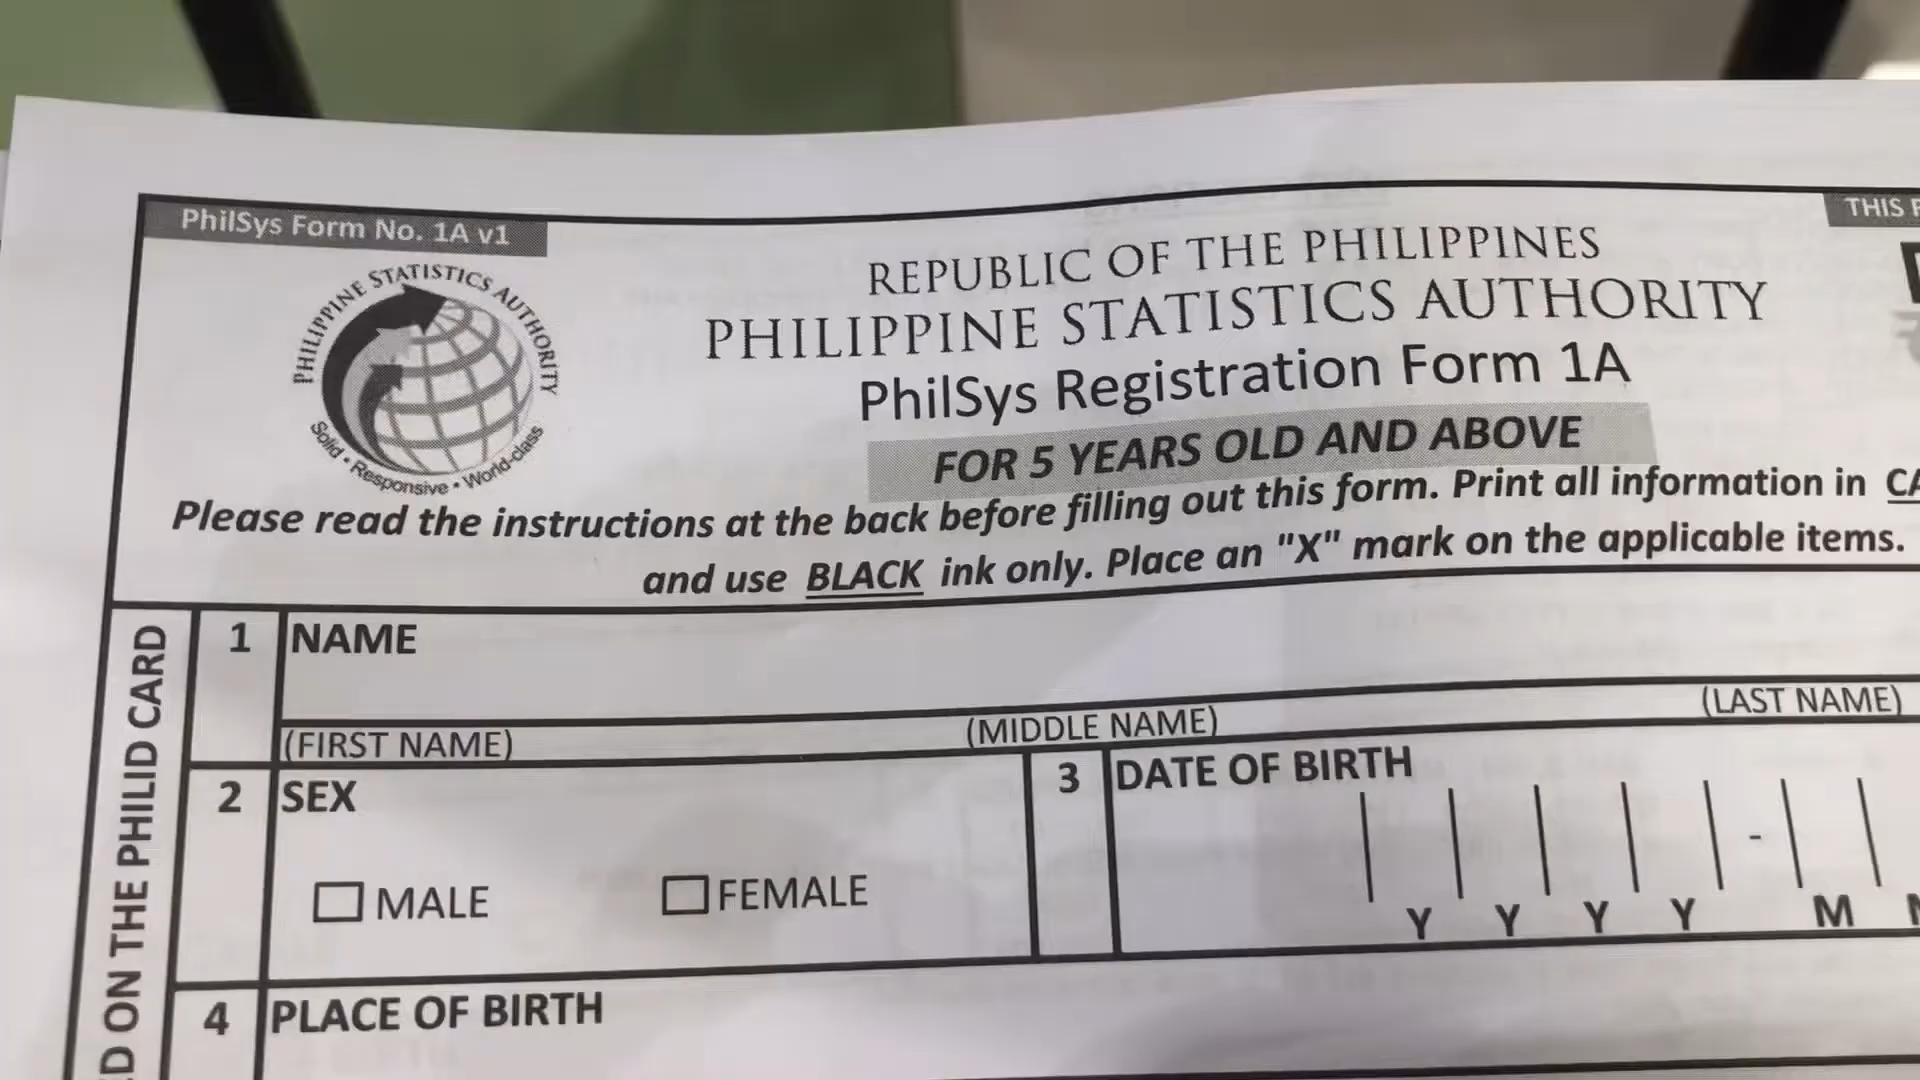 PhilSys Form No. 1A v1
THIS
PHILIPPINE STATISTICS AUTHORITY
Solid • Responsive • World-class
REPUBLIC OF THE PHILIPPINES
PHILIPPINE STATISTICS AUTHORITY
PhilSys Registration Form 1A
FOR 5 YEARS OLD AND ABOVE
Please read the instructions at the back before filling out this form. Print all information in
and use BLACK ink only. Place an "X" mark on the applicable items.
ON THE PHILID CARD
1 NAME
(FIRST NAME) (MIDDLE NAME) (LAST NAME)
2 SEX
MALE FEMALE
3 DATE OF BIRTH
-
Y Y Y Y M
4 PLACE OF BIRTH